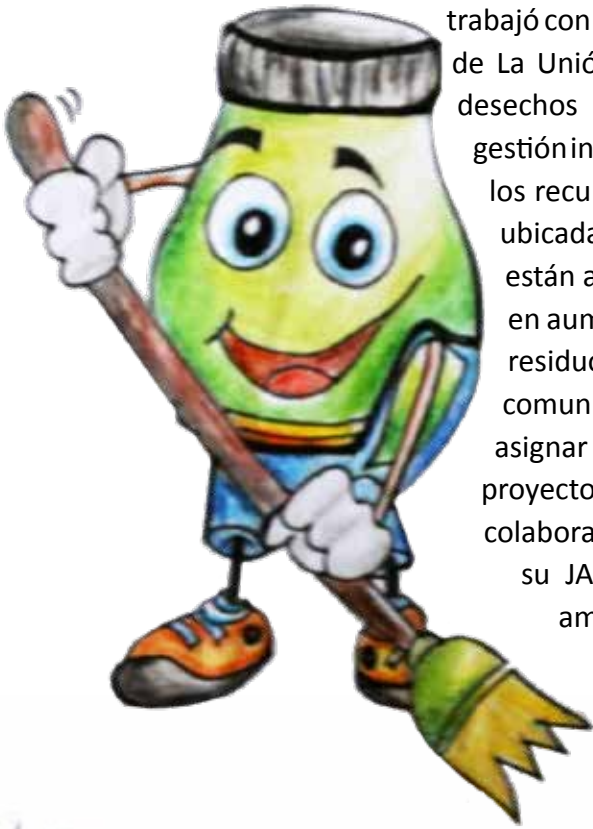 trabajó con
de La Unió
desechos
gestión in
los recu
ubicada
están a
en aum
residuo
comun
asignar
proyecto
colabora
su JA
am